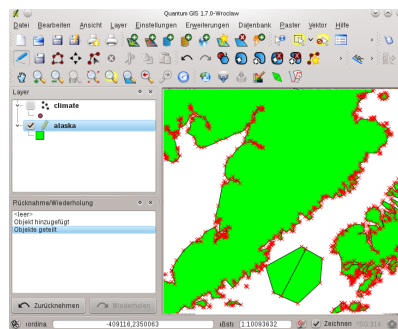 Quantum GIS 1.7.0-Wroclaw
Datei Bearbeiten Ansicht Layer Einstellungen Erweiterungen Datenbank Raster Vektor Hilfe
Layer
climate
alaska
Rücknahme/Wiederholung
<leer>
Objekt hinzugefügt
Objekte geteilt
Zurücknehmen Wiederholen
-409116,2350063 1:10093632 Zeichnen